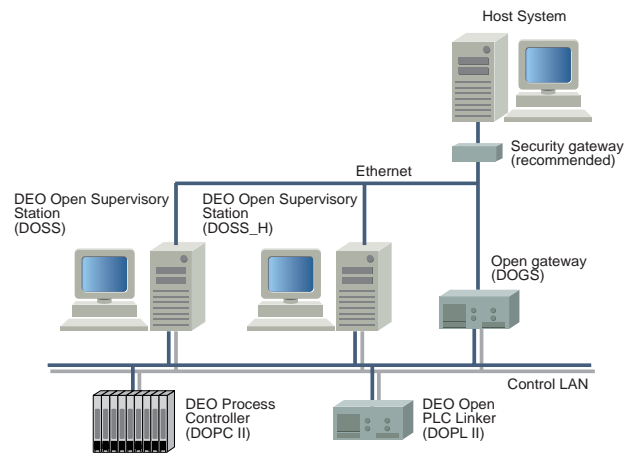 Host System
Security gateway
(recommended)
Ethernet
DEO Open Supervisory
Station
(DOSS)
DEO Open Supervisory
Station
(DOSS_H)
Open gateway
(DOGS)
Control LAN
DEO Process
Controller
(DOPC II)
DEO Open
PLC Linker
(DOPL II)